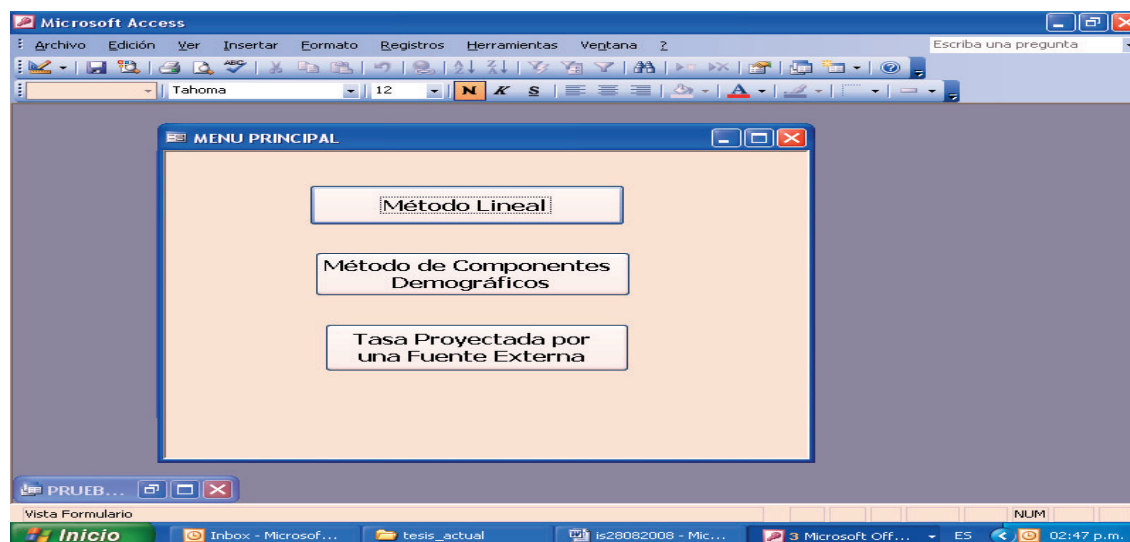 Microsoft Access
Archivo Edición Ver Insertar Formato Registros Herramientas Ventana ? Escriba una pregunta
Tahoma 12 N K S A
MENU PRINCIPAL
Método Lineal
Método de Componentes
Demográficos
Tasa Proyectada por
una Fuente Externa
PRUEB...
Vista Formulario NUM
Inicio Inbox - Microsof... tesis_actual is28082008 - Mic... 3 Microsoft Off... ES 02:47 p.m.